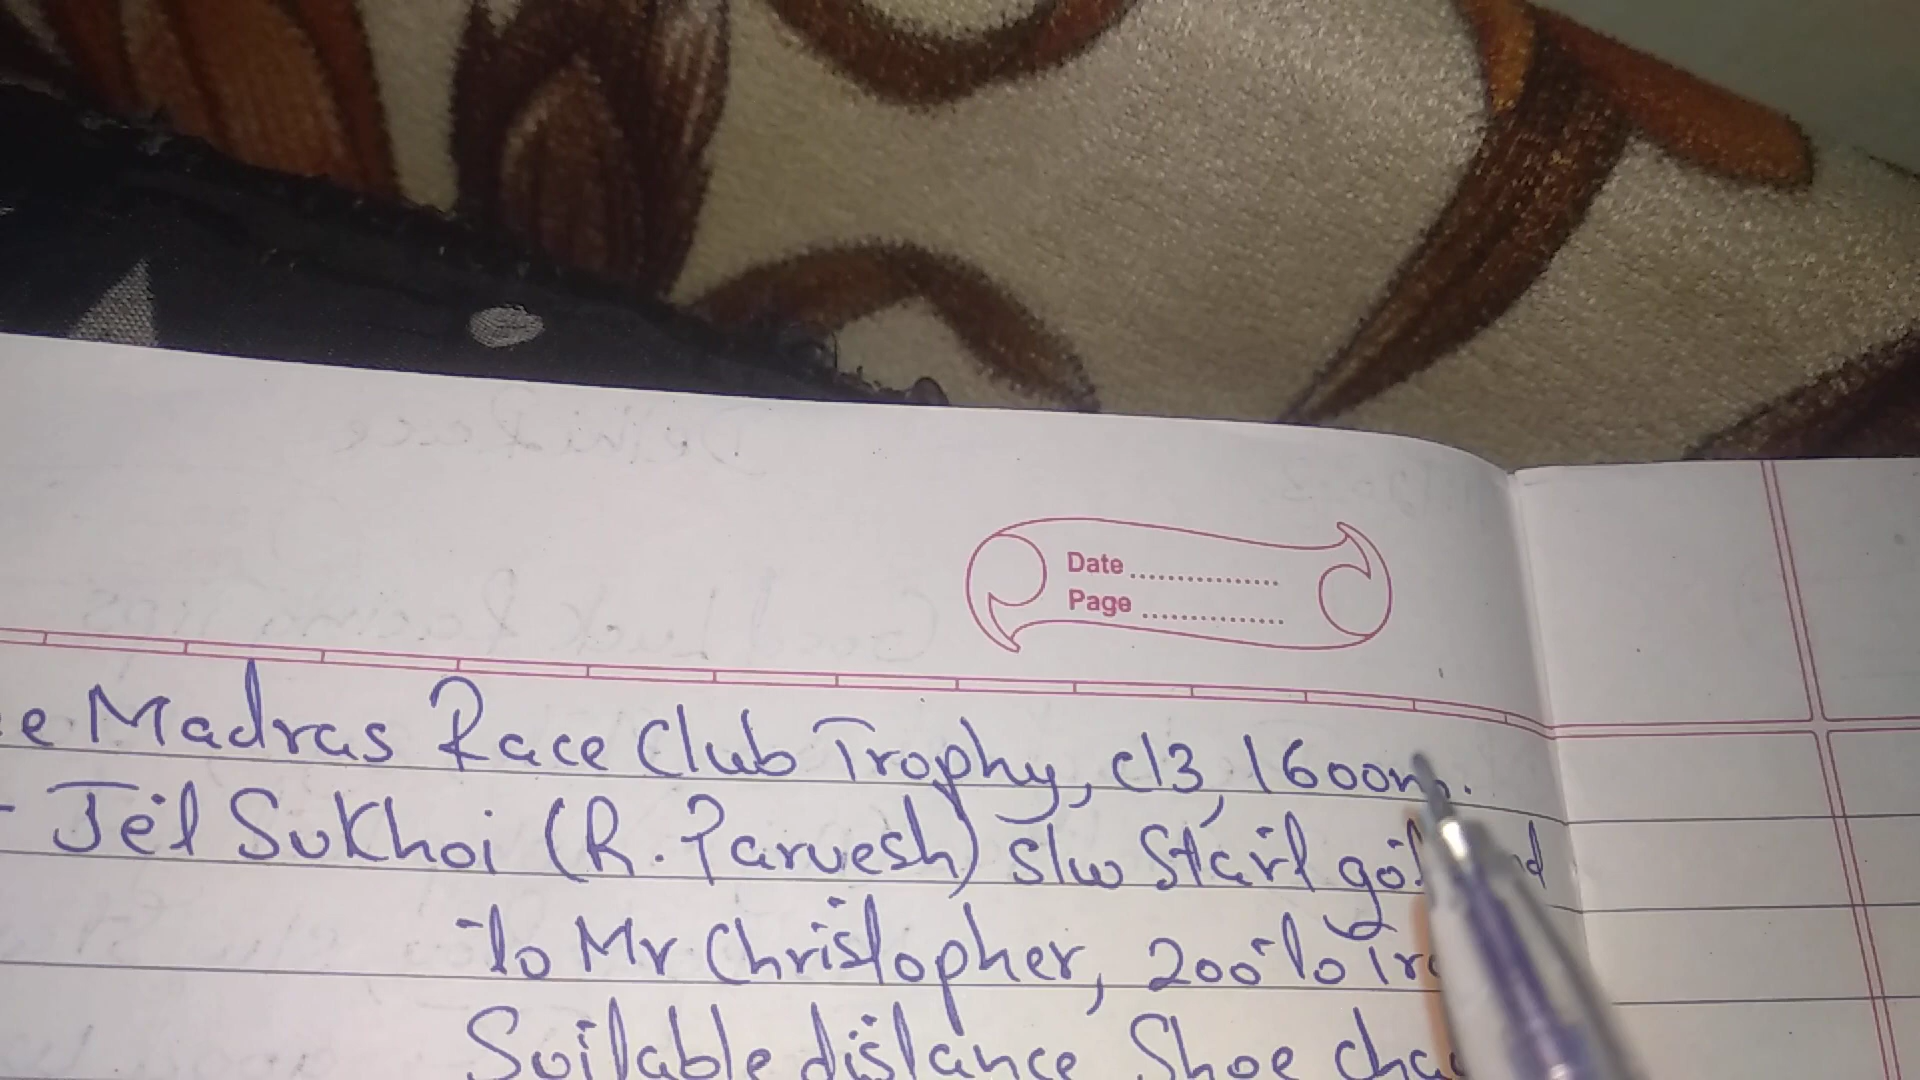 Date
Page
e Madras Race Club Trophy, cl3, 1600m.
- Jet Sukhoi (R. Parvesh) slw start
to Mr Christopher, 200 to
Suitable distance Shoe